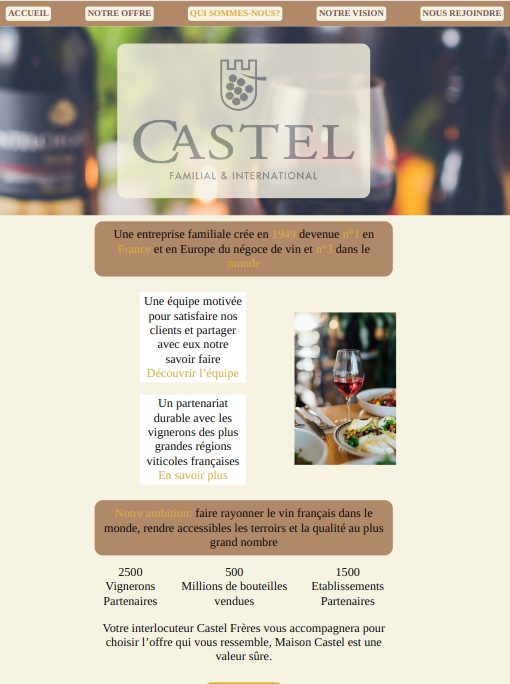 ACCUEIL NOTRE OFFRE QUI SOMMES-NOUS? NOTRE VISION NOUS REJOINDRE
CASTEL
FAMILIAL & INTERNATIONAL
Une entreprise familiale crée en 1949 devenue n°1 en
France et en Europe du négoce de vin et n°3 dans le
monde
Une équipe motivée
pour satisfaire nos
clients et partager
avec eux notre
savoir faire
Découvrir l’équipe
Un partenariat
durable avec les
vignerons des plus
grandes régions
viticoles françaises
En savoir plus
Notre ambition: faire rayonner le vin français dans le
monde, rendre accessibles les terroirs et la qualité au plus
grand nombre
2500 500 1500
Vignerons Millions de bouteilles Etablissements
Partenaires vendues Partenaires
Votre interlocuteur Castel Frères vous accompagnera pour
choisir l’offre qui vous ressemble, Maison Castel est une
valeur sûre.